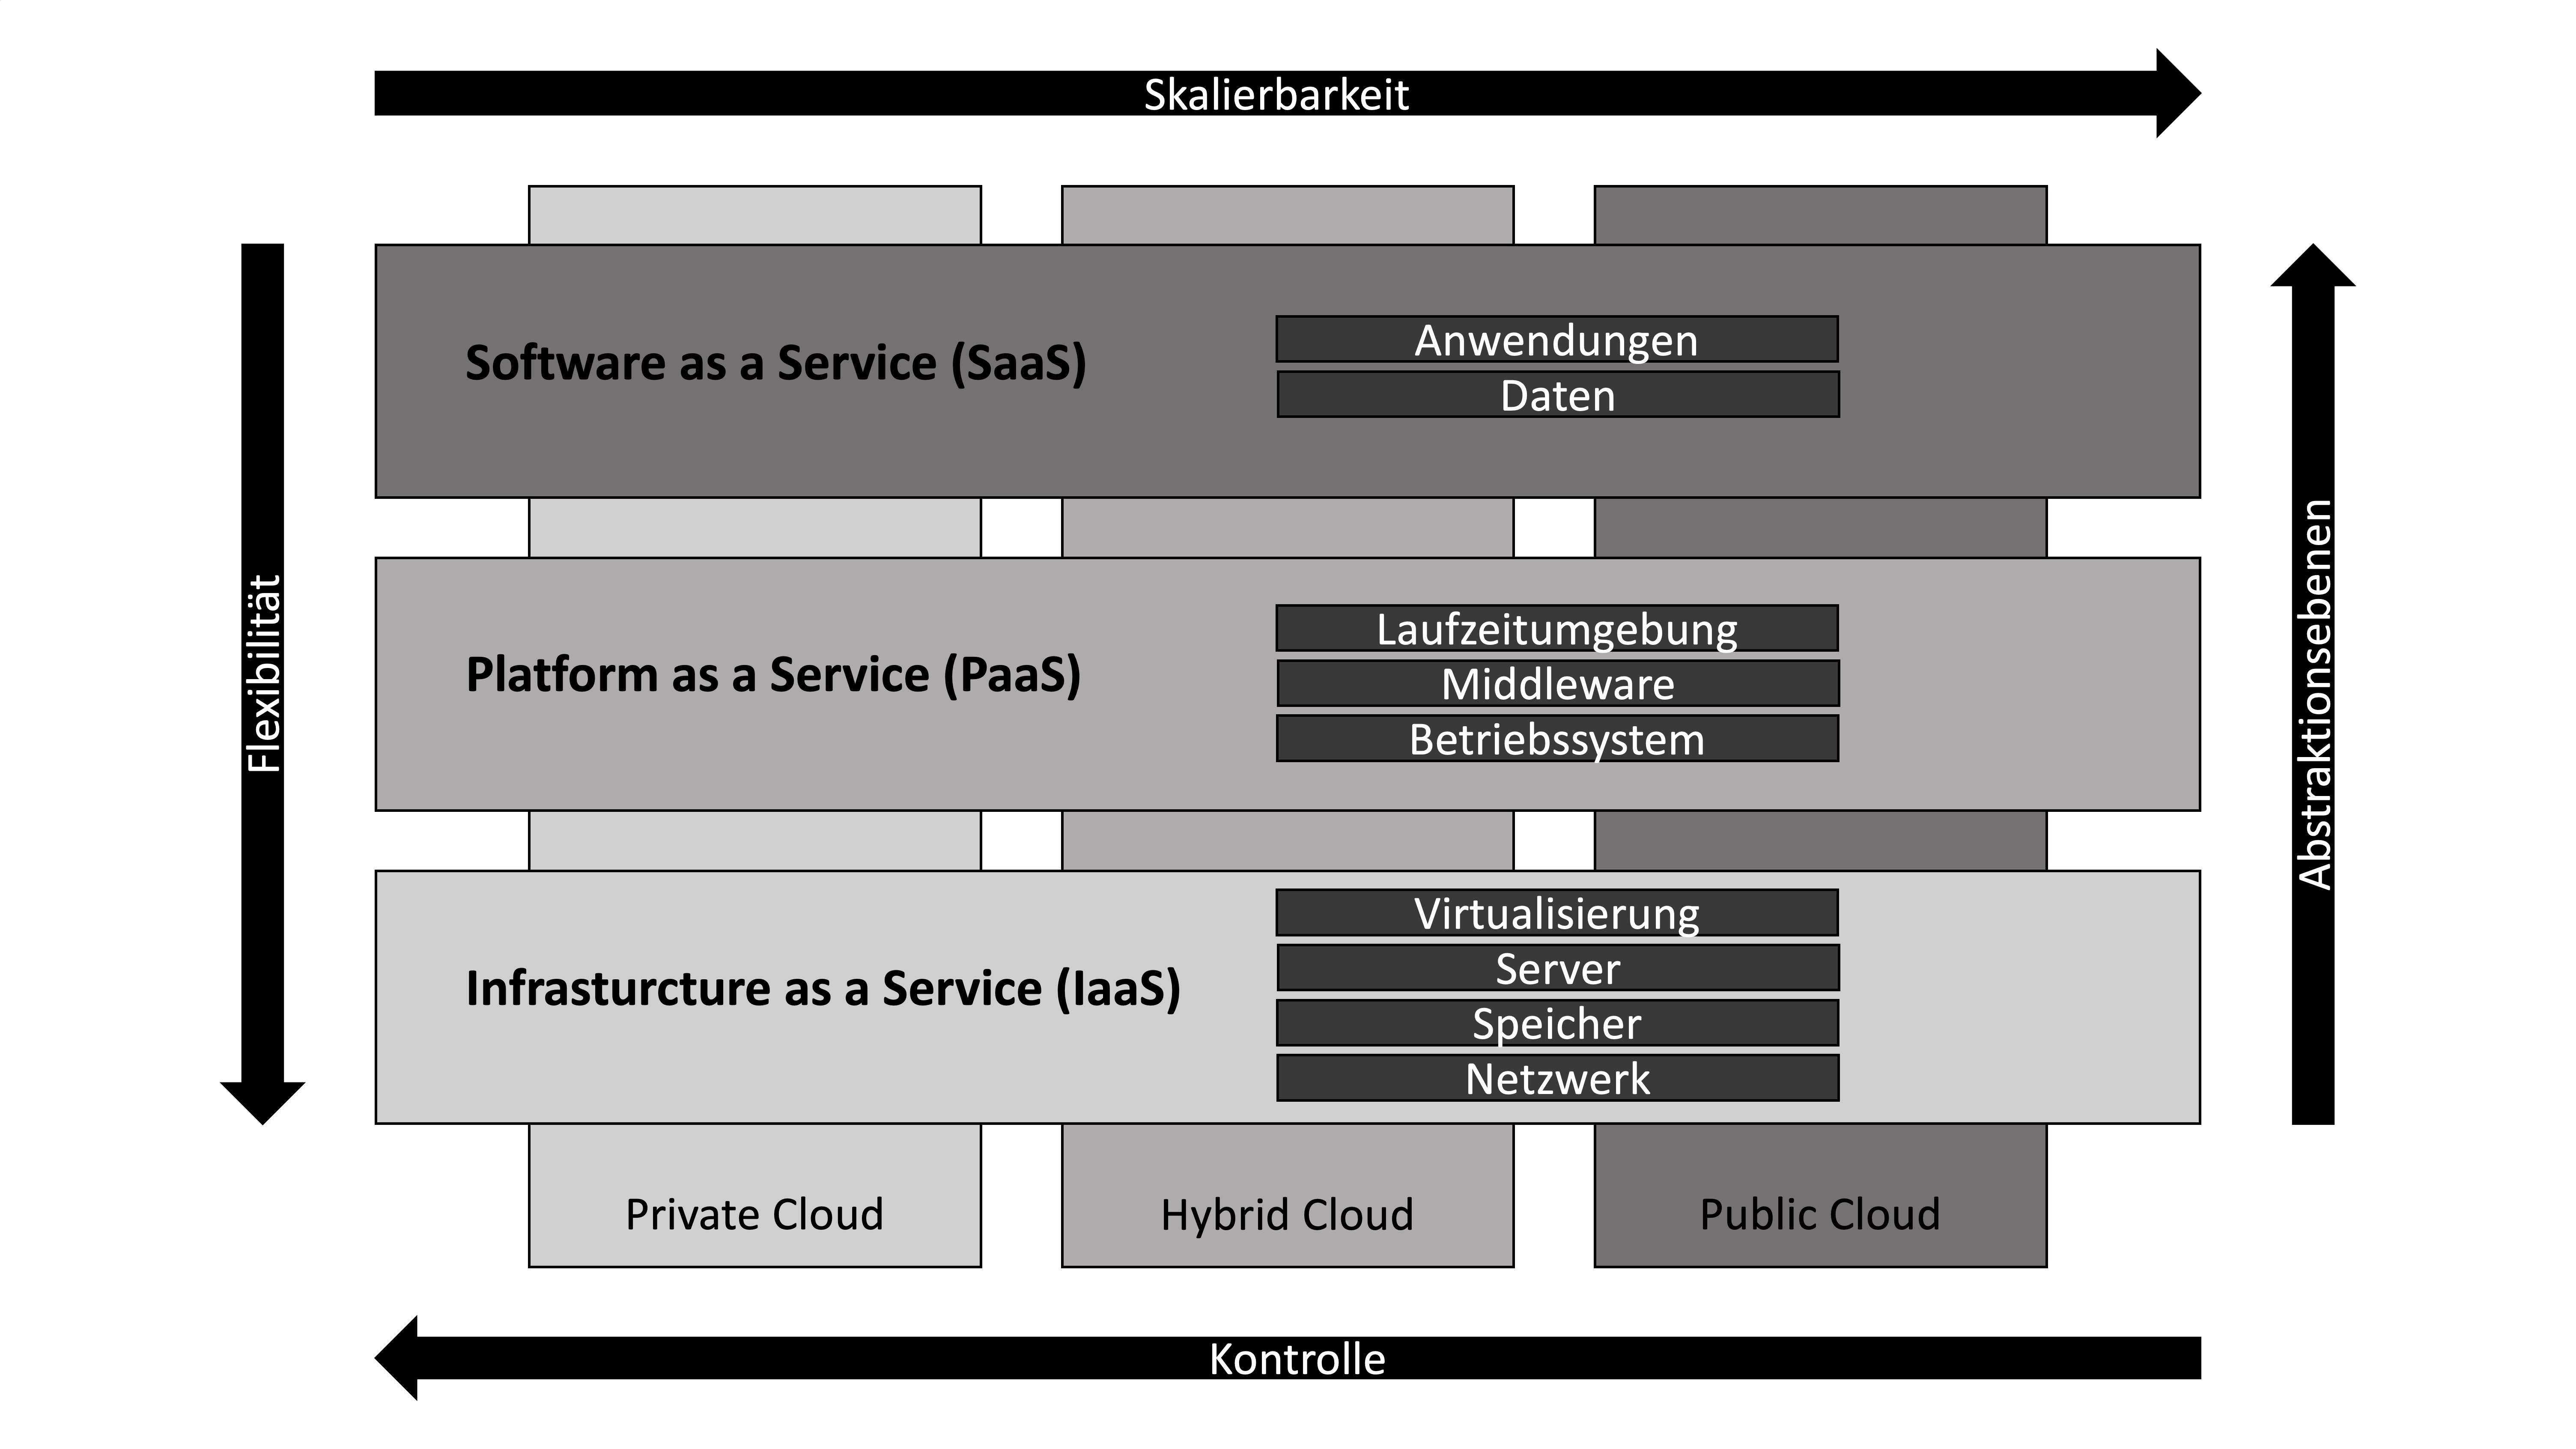 Skalierbarkeit
Flexibilität
Abstraktionsebenen
Software as a Service (SaaS)
Anwendungen
Daten
Platform as a Service (PaaS)
Laufzeitumgebung
Middleware
Betriebssystem
Infrasturcture as a Service (IaaS)
Virtualisierung
Server
Speicher
Netzwerk
Private Cloud
Hybrid Cloud
Public Cloud
Kontrolle